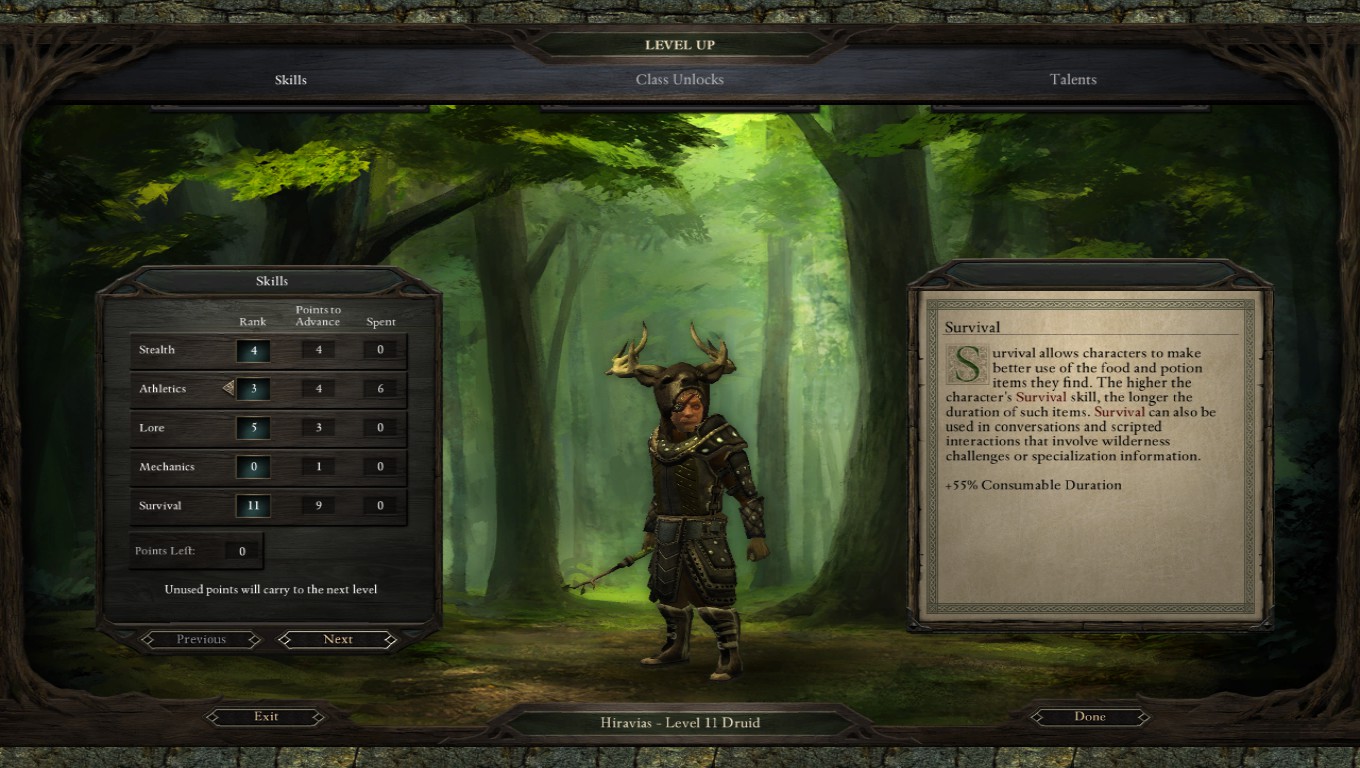 LEVEL UP
Skills
Class Unlocks
Talents
Skills
Rank
Points to
Advance
Spent
Stealth 4 4 0
Athletics 3 4 6
Lore 5 3 0
Mechanics 0 1 0
Survival 11 9 0
Points Left: 0
Unused points will carry to the next level
Previous
Next
Survival
Survival allows characters to make
better use of the food and potion
items they find. The higher the
character's Survival skill, the longer the
duration of such items. Survival can also be
used in conversations and scripted
interactions that involve wilderness
challenges or specialization information.
+55% Consumable Duration
Exit
Hiravias - Level 11 Druid
Done